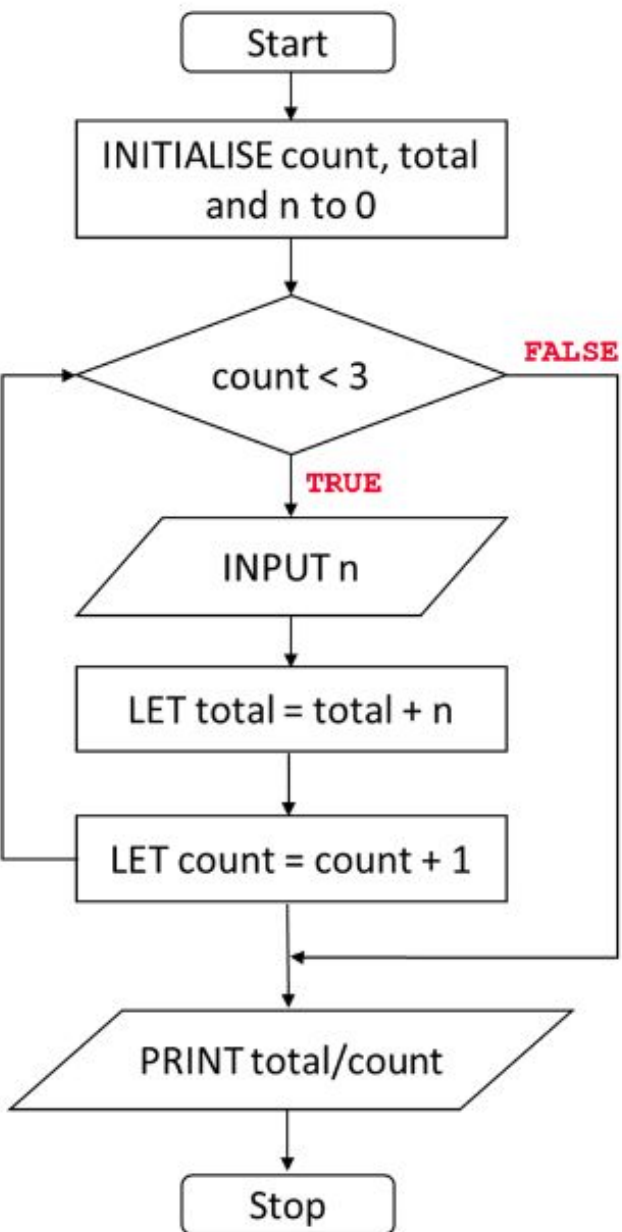 Start
INITIALISE count, total
and n to 0
count < 3
FALSE
TRUE
INPUT n
LET total = total + n
LET count = count + 1
PRINT total/count
Stop